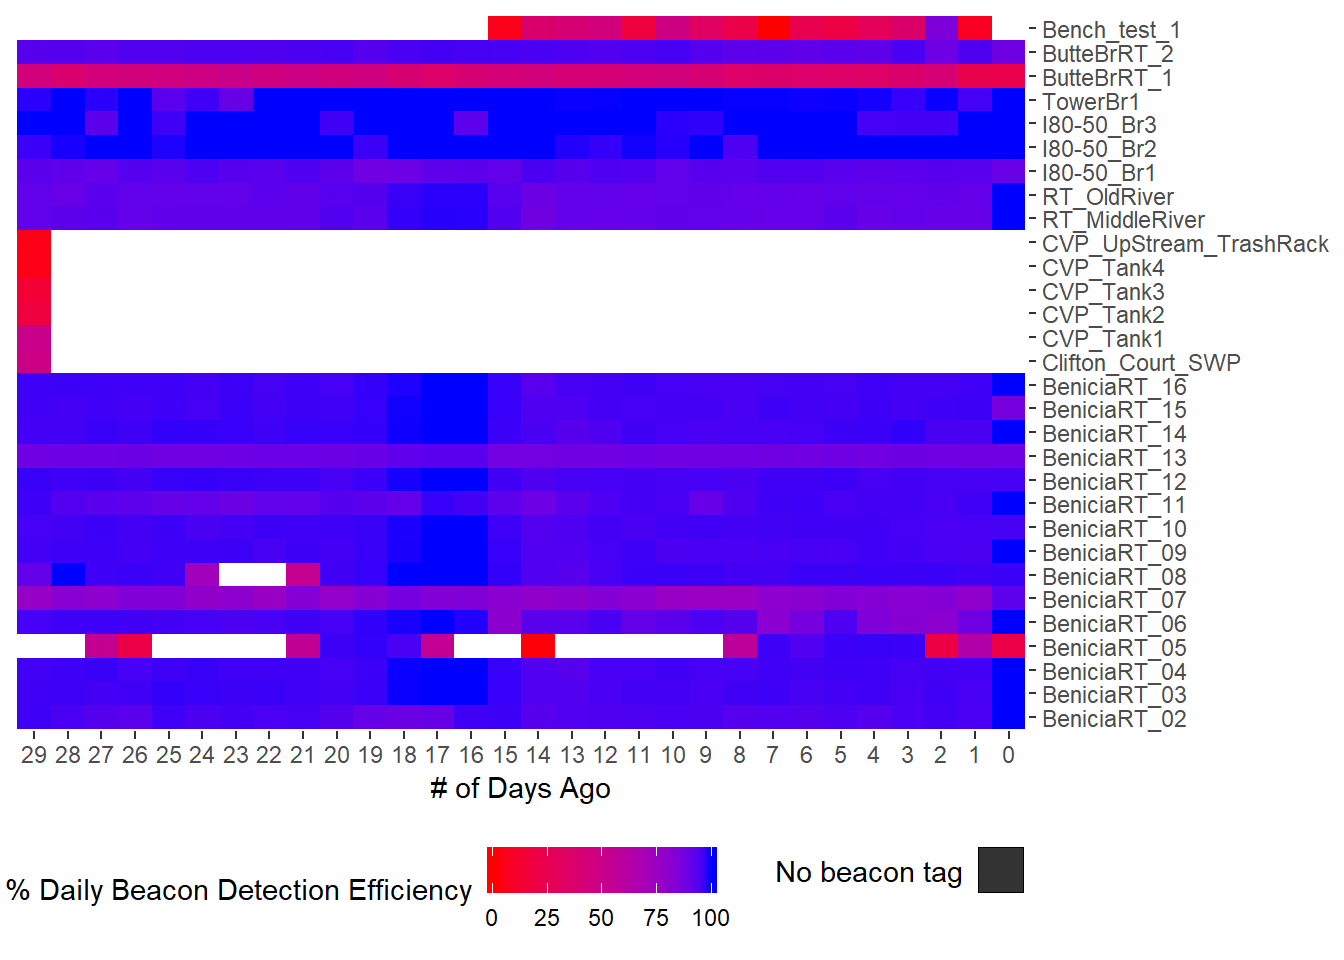 Bench_test_1
ButteBrRT_2
ButteBrRT_1
TowerBr1
I80-50_Br3
I80-50_Br2
I80-50_Br1
RT_OldRiver
RT_MiddleRiver
CVP_UpStream_TrashRack
CVP_Tank4
CVP_Tank3
CVP_Tank2
CVP_Tank1
Clifton_Court_SWP
BeniciaRT_16
BeniciaRT_15
BeniciaRT_14
BeniciaRT_13
BeniciaRT_12
BeniciaRT_11
BeniciaRT_10
BeniciaRT_09
BeniciaRT_08
BeniciaRT_07
BeniciaRT_06
BeniciaRT_05
BeniciaRT_04
BeniciaRT_03
BeniciaRT_02
29 28 27 26 25 24 23 22 21 20 19 18 17 16 15 14 13 12 11 10 9 8 7 6 5 4 3 2 1 0
# of Days Ago
% Daily Beacon Detection Efficiency
0 25 50 75 100
No beacon tag